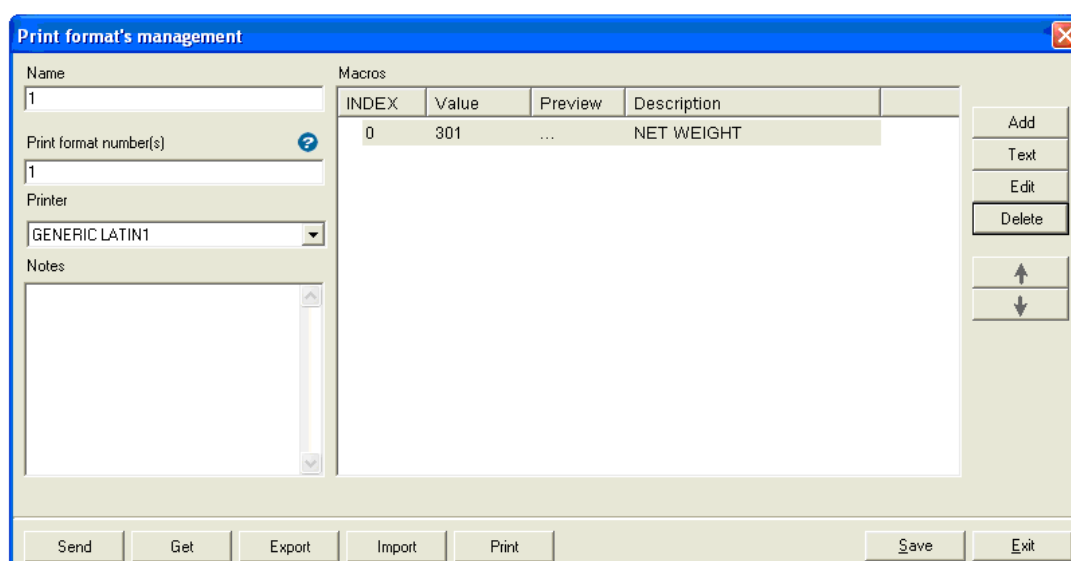 Print format's management
Name
1
Print format number(s)
1
Printer
GENERIC LATIN1
Notes
Macros
INDEX Value Preview Description
0 301 ... NET WEIGHT
Add
Text
Edit
Delete
Send Get Export Import Print Save Exit